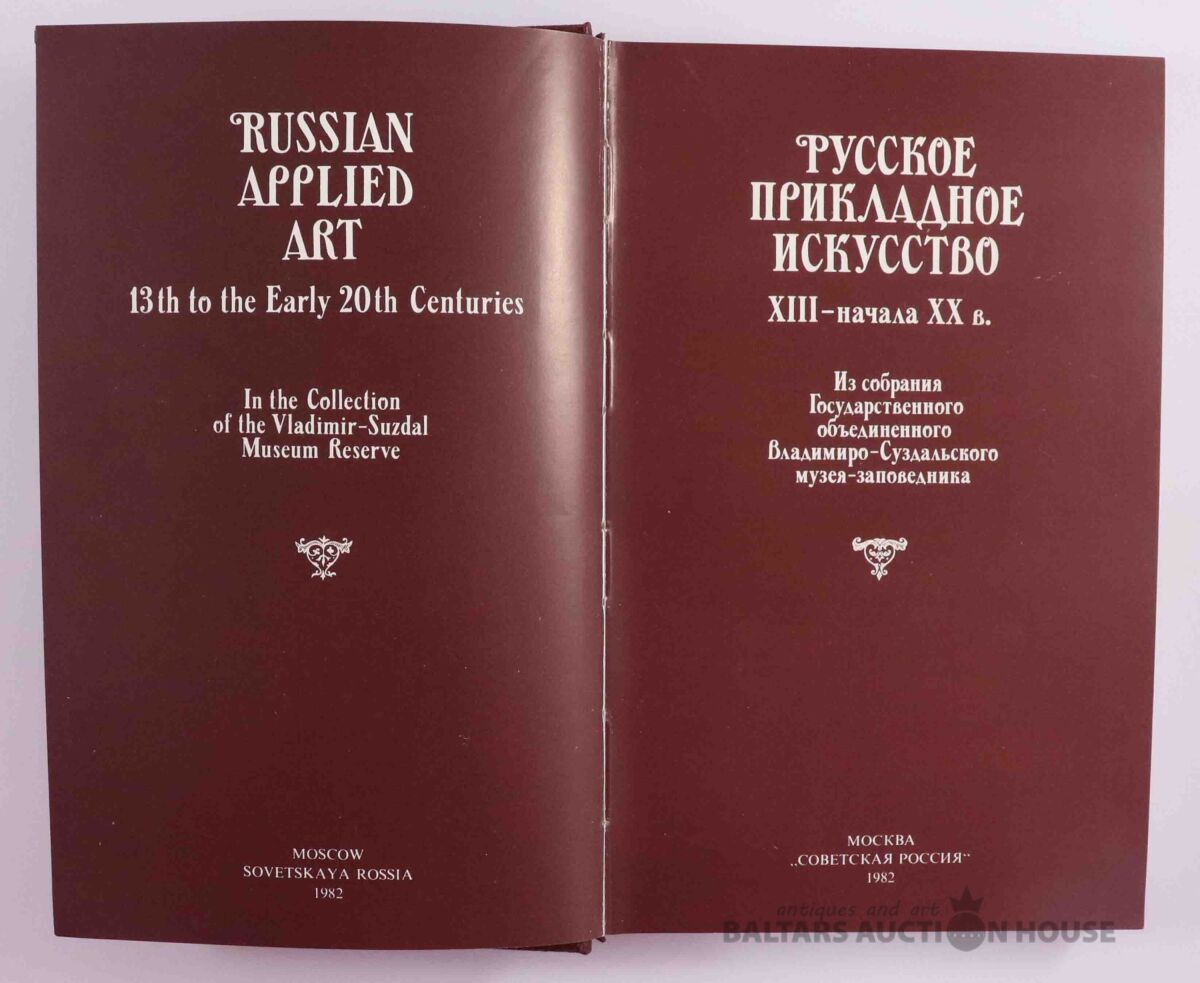 RUSSIAN
APPLIED
ART
13th to the Early 20th Centuries
In the Collection
of the Vladimir-Suzdal
Museum Reserve
MOSCOW
SOVETSKAYA ROSSIA
1982
РУССКОЕ
ПРИКЛАДНОЕ
ИСКУССТВО
XIII-начала XX в.
Из собрания
Государственного
объединенного
Владимиро-Суздальского
музея-заповедника
МОСКВА
„СОВЕТСКАЯ РОССИЯ“
1982
antiques and art
BALTARS AUCTION HOUSE